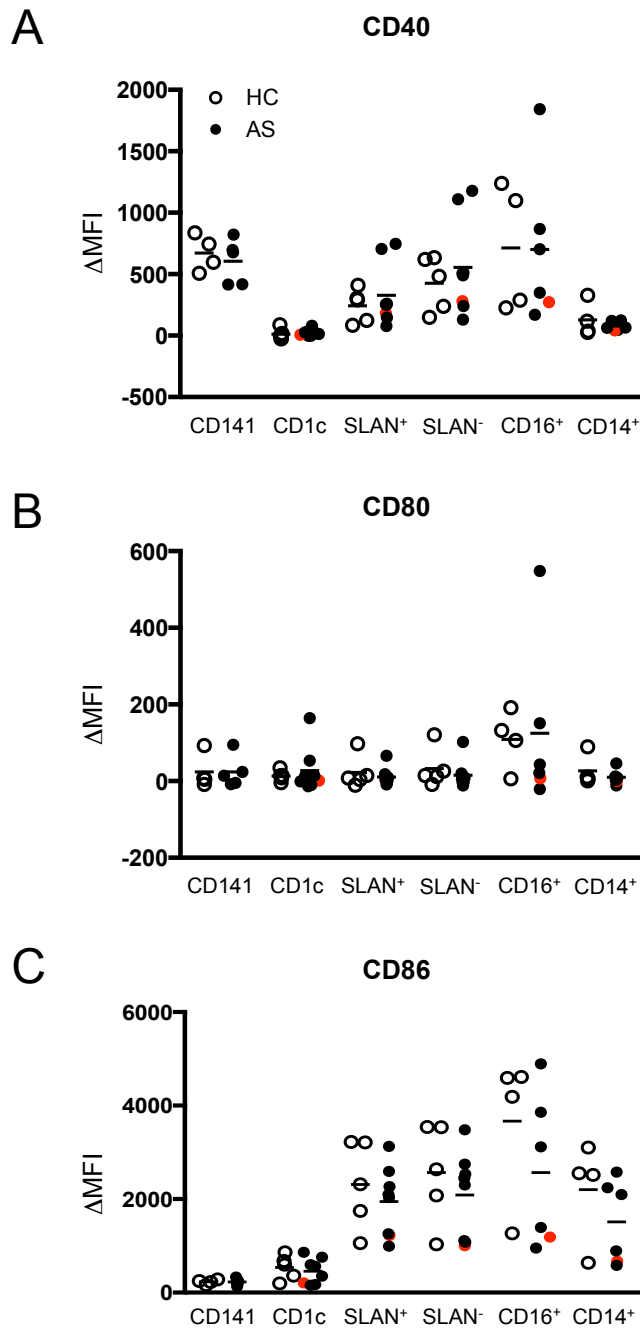 A
CD40
2000
1500
1000
500
0
-500
ΔMFI
HC
AS
CD141 CD1c SLAN⁺ SLAN⁻ CD16⁺ CD14⁺
B
CD80
600
400
200
0
-200
ΔMFI
CD141 CD1c SLAN⁺ SLAN⁻ CD16⁺ CD14⁺
C
CD86
6000
4000
2000
0
ΔMFI
CD141 CD1c SLAN⁺ SLAN⁻ CD16⁺ CD14⁺